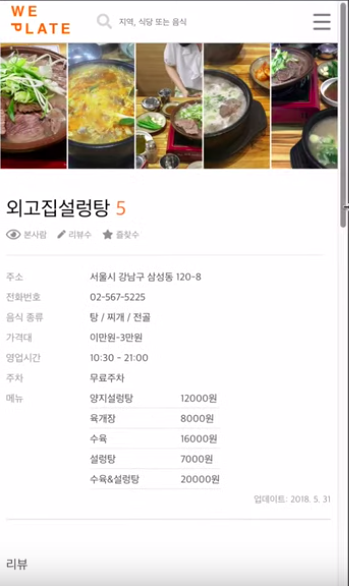 WE
PLATE
지역, 식당 또는 음식
외고집설렁탕 5
본사람 리뷰수 즐찾수
주소 서울시 강남구 삼성동 120-8
전화번호 02-567-5225
음식 종류 탕 / 찌개 / 전골
가격대 이만원-3만원
영업시간 10:30 - 21:00
주차 무료주차
메뉴 양지설렁탕 12000원
육개장 8000원
수육 16000원
설렁탕 7000원
수육&설렁탕 20000원
업데이트: 2018. 5. 31
리뷰